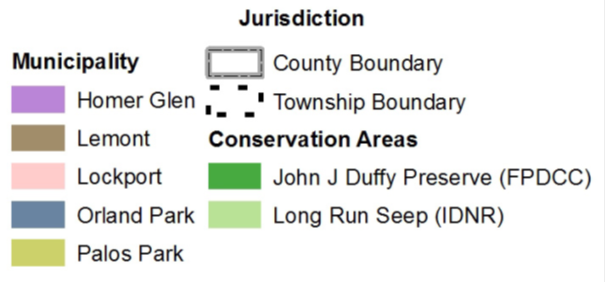 Jurisdiction
Municipality
Homer Glen
Lemont
Lockport
Orland Park
Palos Park
County Boundary
Township Boundary
Conservation Areas
John J Duffy Preserve (FPDCC)
Long Run Seep (IDNR)